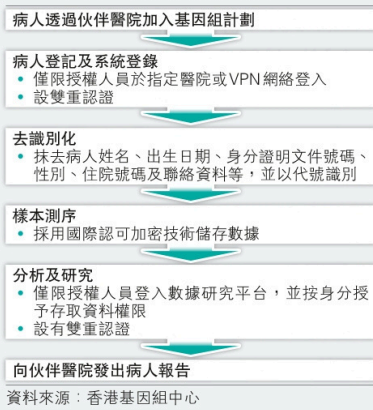 病人透過伙伴醫院加入基因組計劃
病人登記及系統登錄
• 僅限授權人員於指定醫院或VPN網絡登入
• 設雙重認證
去識別化
• 抹去病人姓名、出生日期、身分證明文件號碼、
性別、住院號碼及聯絡資料等，並以代號識別
樣本測序
• 採用國際認可加密技術儲存數據
分析及研究
• 僅限授權人員登入數據研究平台，並按身分授
予存取資料權限
• 設有雙重認證
向伙伴醫院發出病人報告
資料來源：香港基因組中心